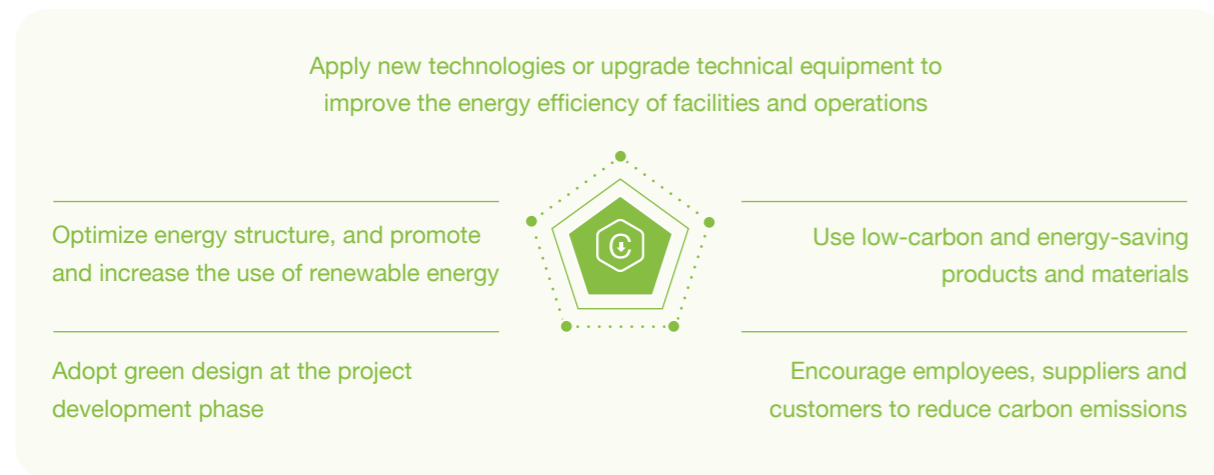 Apply new technologies or upgrade technical equipment to
improve the energy efficiency of facilities and operations
Optimize energy structure, and promote
and increase the use of renewable energy
Use low-carbon and energy-saving
products and materials
Adopt green design at the project
development phase
Encourage employees, suppliers and
customers to reduce carbon emissions